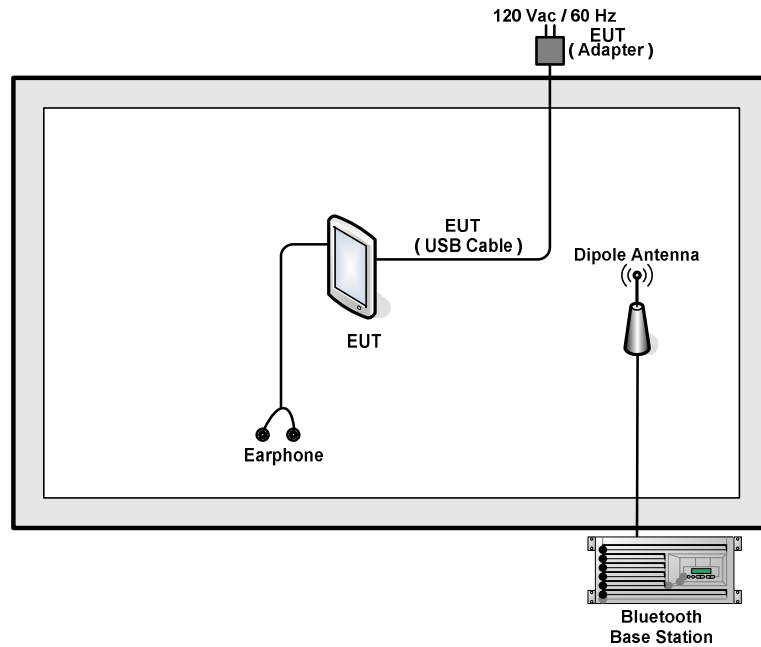 120 Vac / 60 Hz
EUT
( Adapter )
EUT
( USB Cable )
Dipole Antenna
EUT
Earphone
Bluetooth
Base Station